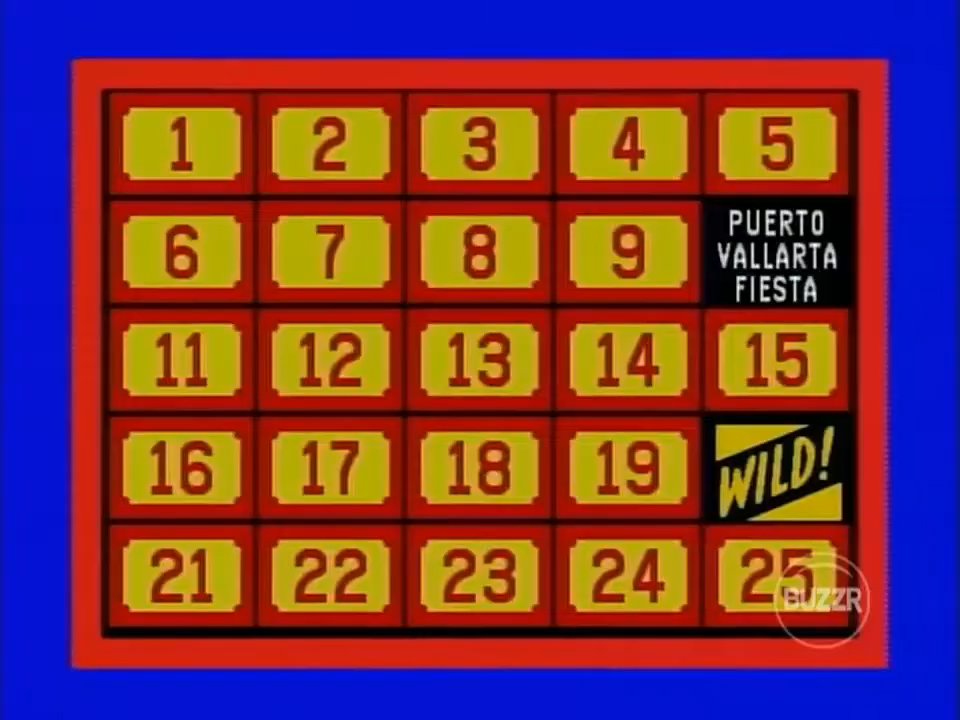 1 2 3 4 5
6 7 8 9 PUERTO
VALLARTA
FIESTA
11 12 13 14 15
16 17 18 19 WILD!
21 22 23 24 25
BUZZR